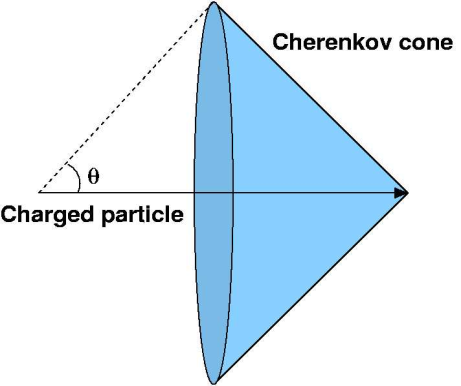 Cherenkov cone
θ
Charged particle